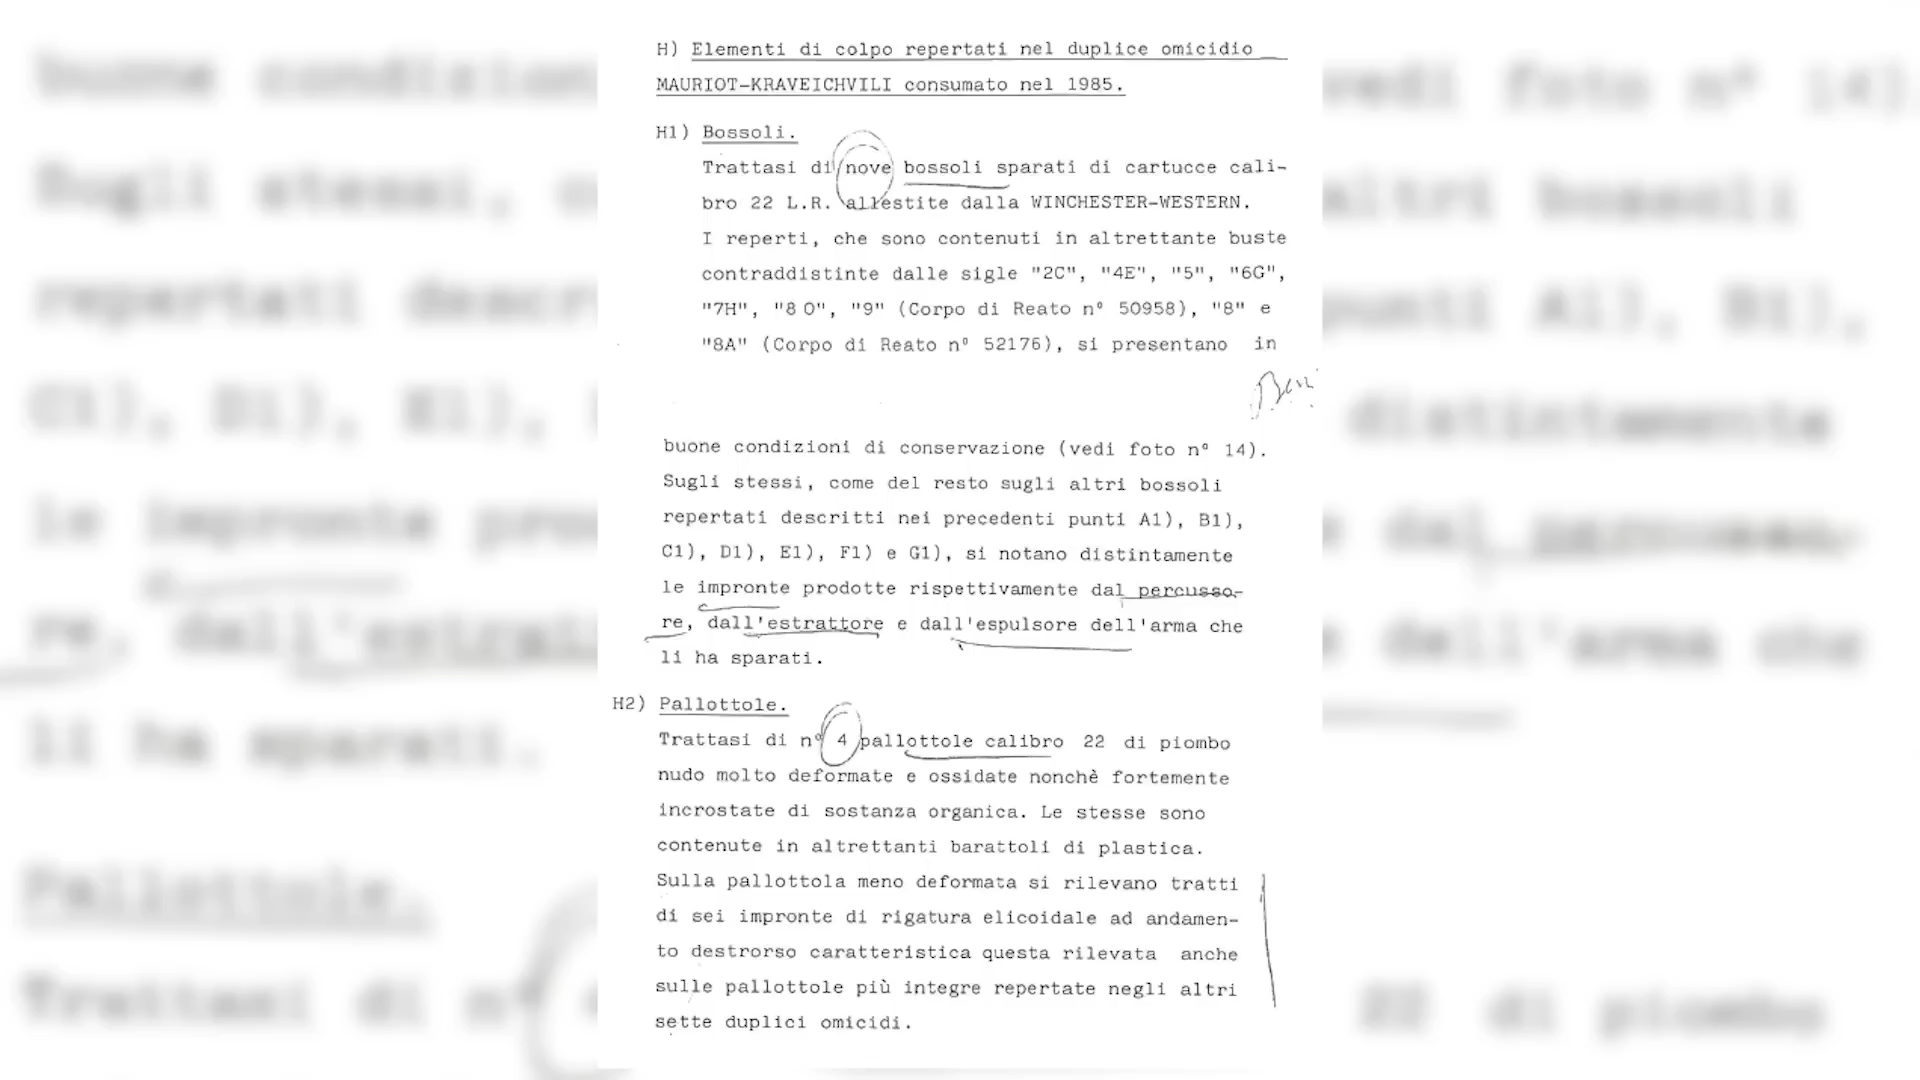 H) Elementi di colpo repertati nel duplice omicidio
MAURIOT-KRAVEICHVILI consumato nel 1985.
H1) Bossoli.
Trattasi di nove bossoli sparati di cartucce cali-
bro 22 L.R. allestite dalla WINCHESTER-WESTERN.
I reperti, che sono contenuti in altrettante buste
contraddistinte dalle sigle "2C", "4E", "5", "6G",
"7H", "8 O", "9" (Corpo di Reato n° 50958), "8" e
"8A" (Corpo di Reato n° 52176), si presentano in
buone condizioni di conservazione (vedi foto n° 14).
Sugli stessi, come del resto sugli altri bossoli
repertati descritti nei precedenti punti A1), B1),
C1), D1), E1), F1) e G1), si notano distintamente
le impronte prodotte rispettivamente dal percusso-
re, dall'estrattore e dall'espulsore dell'arma che
li ha sparati.
H2) Pallottole.
Trattasi di n° 4 pallottole calibro 22 di piombo
nudo molto deformate e ossidate nonchè fortemente
incrostate di sostanza organica. Le stesse sono
contenute in altrettanti barattoli di plastica.
Sulla pallottola meno deformata si rilevano tratti
di sei impronte di rigatura elicoidale ad andamen-
to destrorso caratteristica questa rilevata anche
sulle pallottole più integre repertate negli altri
sette duplici omicidi.